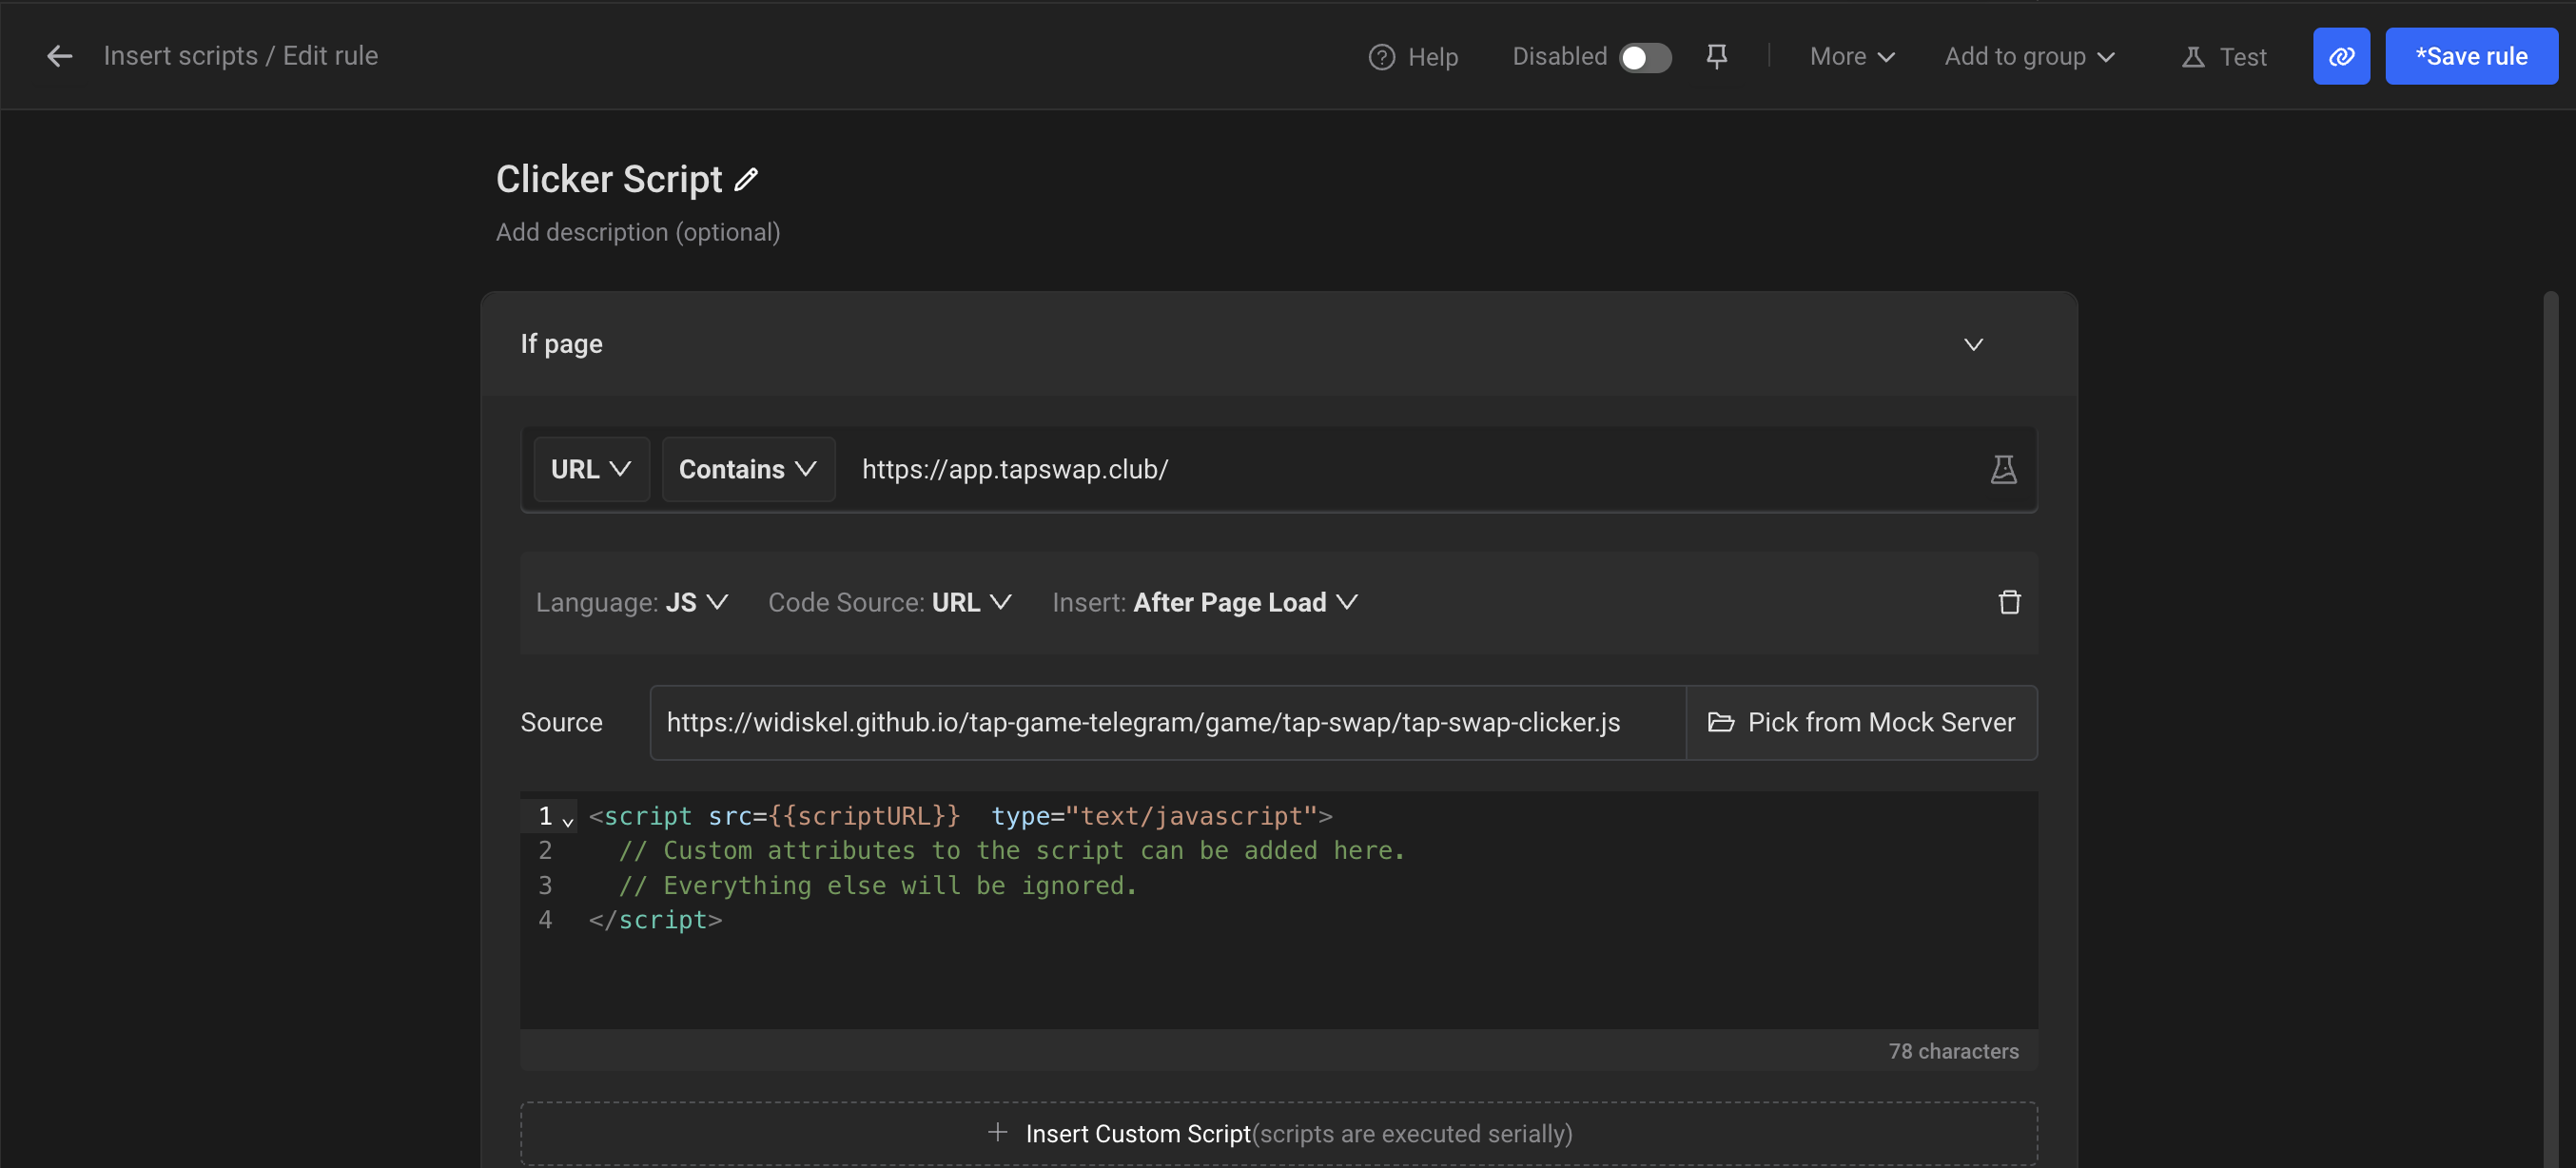 Insert scripts / Edit rule
Help
Disabled
More
Add to group
Test
*Save rule
Clicker Script
Add description (optional)
If page
URL
Contains
https://app.tapswap.club/
Language: JS
Code Source: URL
Insert: After Page Load
Source
https://widiskel.github.io/tap-game-telegram/game/tap-swap/tap-swap-clicker.js
Pick from Mock Server
1 <script src={{scriptURL}}  type="text/javascript">
2   // Custom attributes to the script can be added here.
3   // Everything else will be ignored.
4 </script>
78 characters
Insert Custom Script(scripts are executed serially)